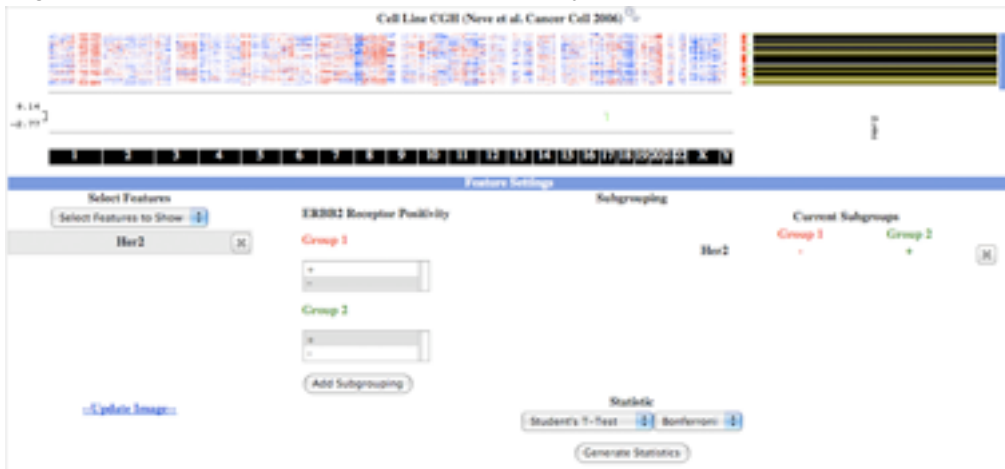 Cell Line CGH (Neve et al. Cancer Cell 2006)
Her2
1 2 3 4 5 6 7 8 9 10 11 12 13 14 15 16 17 18 19 20 21 22 X Y
Feature Settings
Select Features
Select Features to Show
Her2
ERBB2 Receptor Positivity
Group 1
+
-
Group 2
+
-
Add Subgrouping
Subgrouping
Current Subgroups
Group 1 Group 2
Her2 - +
--Update Image--
Statistic
Student's T-Test Bonferroni
Generate Statistics